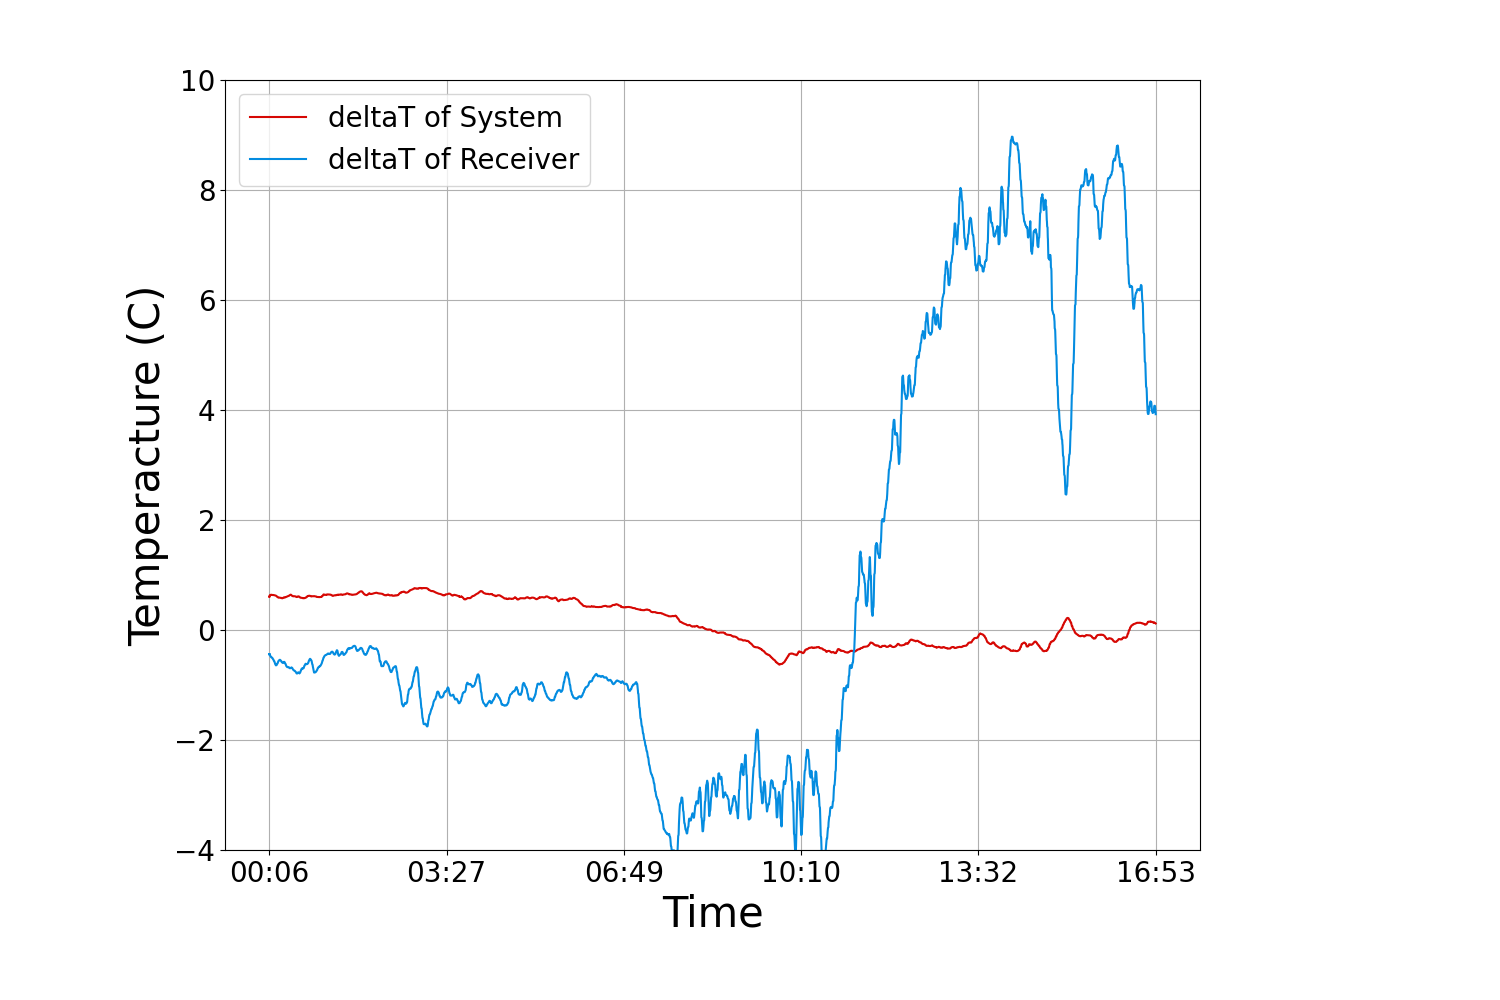 10
8
6
4
2
0
−2
−4
deltaT of System
deltaT of Receiver
Temperacture (C)
00:06 03:27 06:49 10:10 13:32 16:53
Time